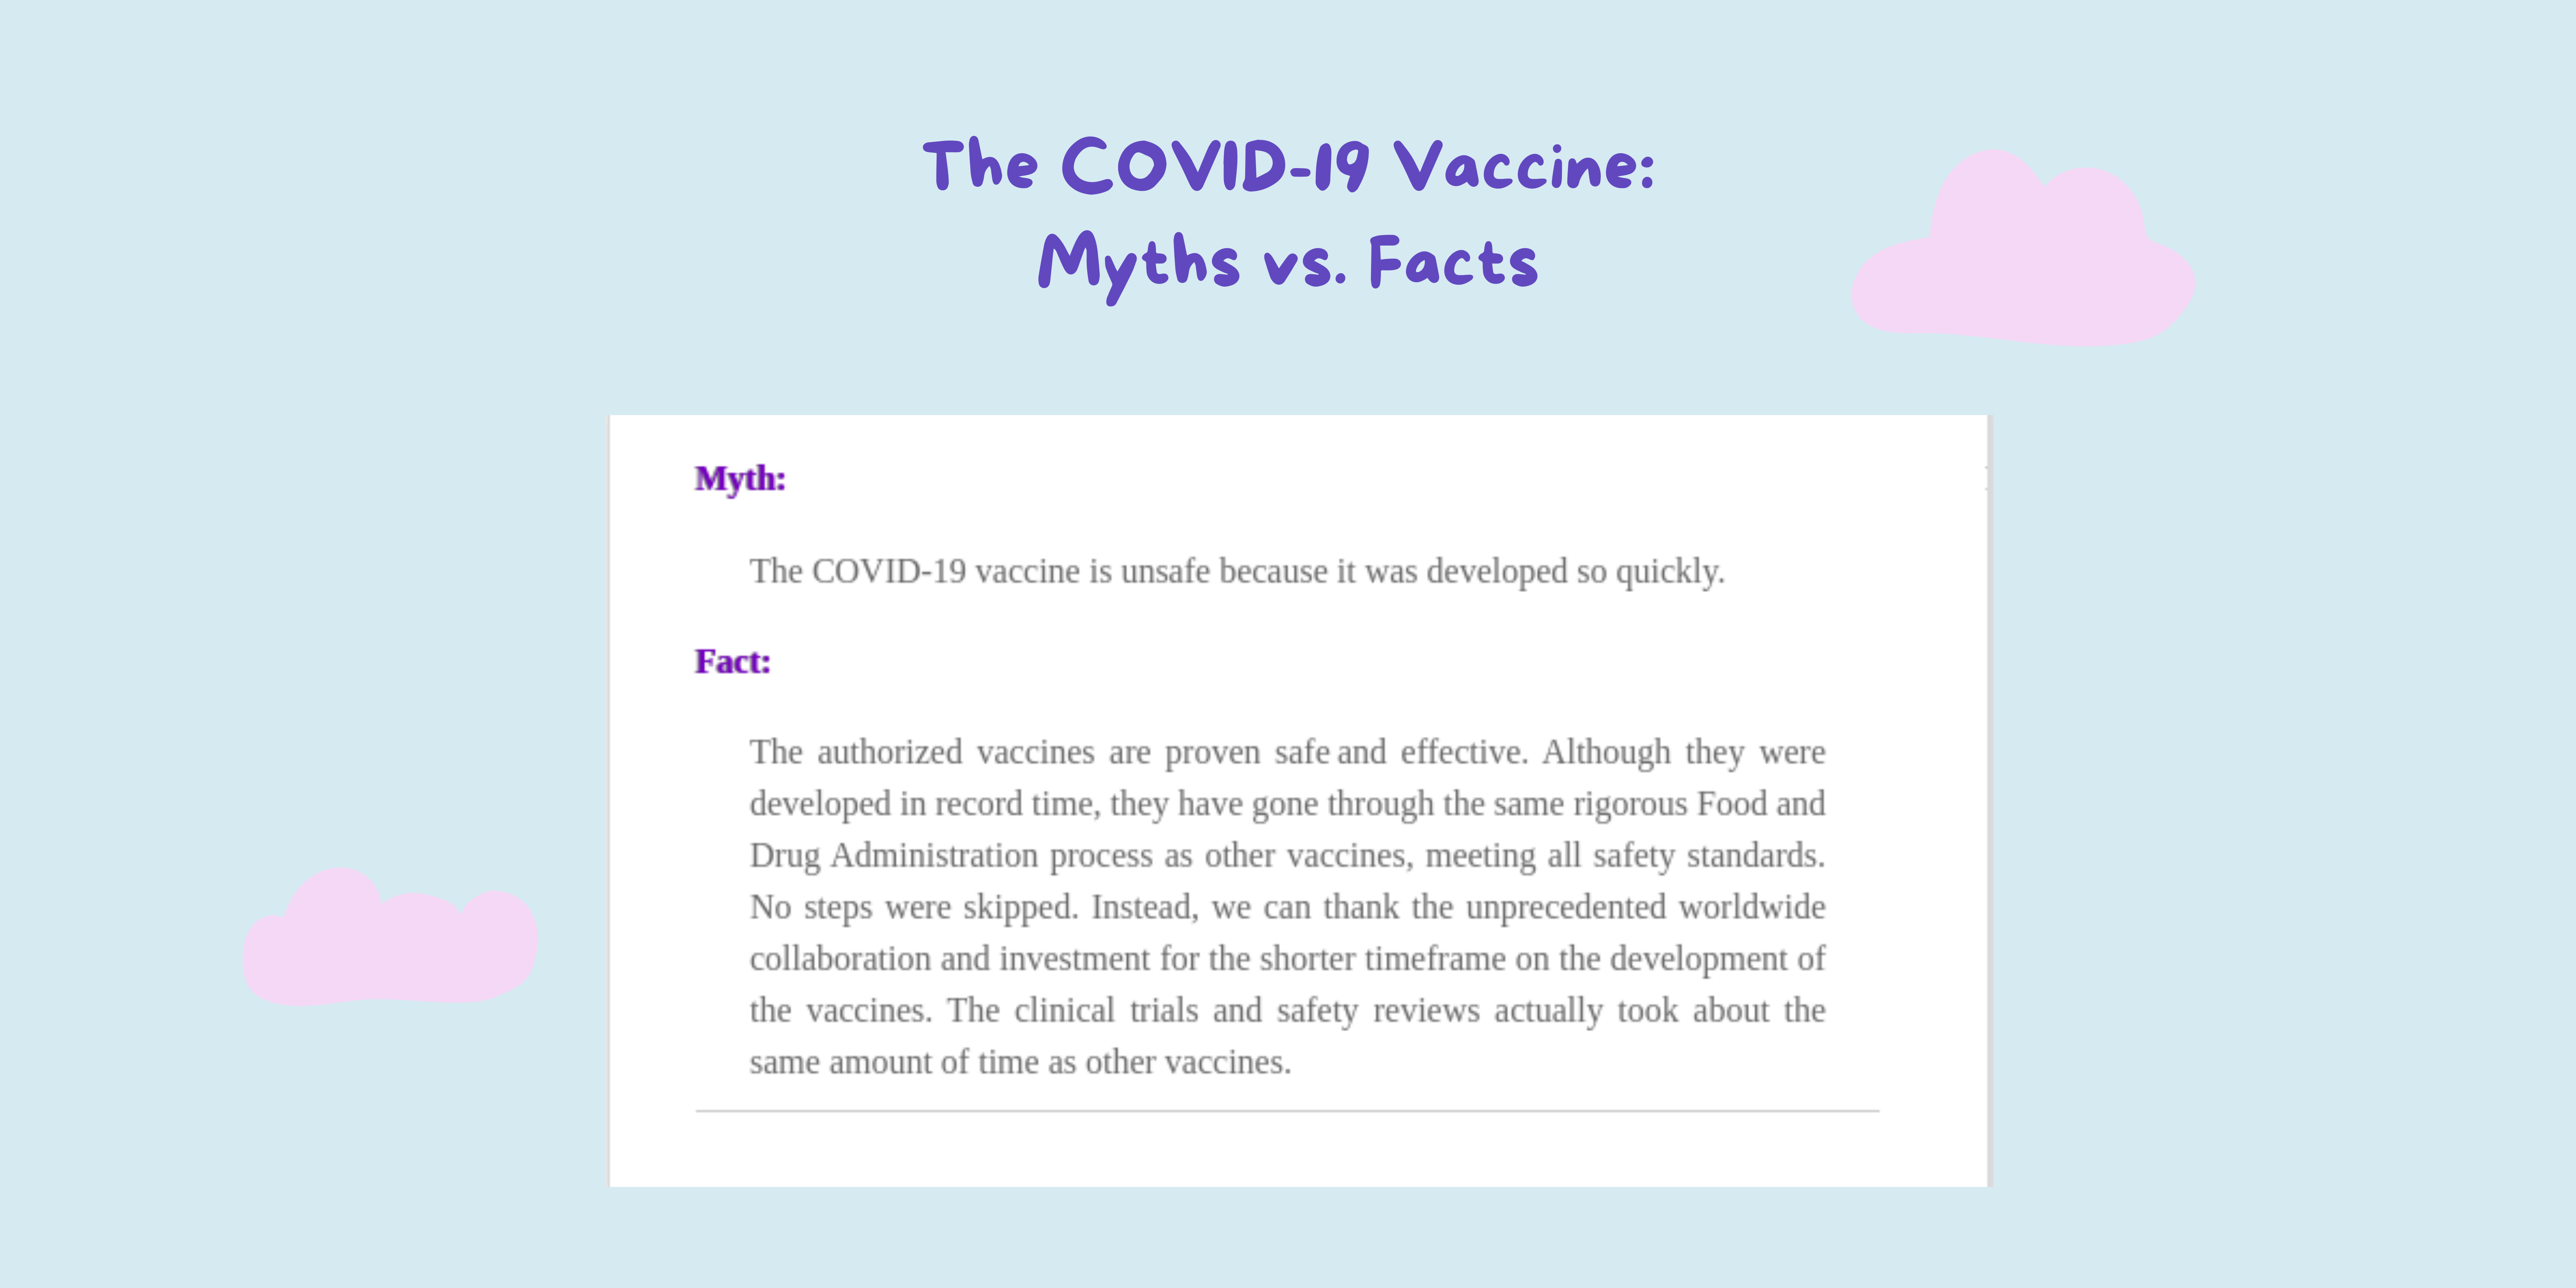 The COVID-19 Vaccine:
Myths vs. Facts
Myth:
The COVID-19 vaccine is unsafe because it was developed so quickly.
Fact:
The authorized vaccines are proven safe and effective. Although they were
developed in record time, they have gone through the same rigorous Food and
Drug Administration process as other vaccines, meeting all safety standards.
No steps were skipped. Instead, we can thank the unprecedented worldwide
collaboration and investment for the shorter timeframe on the development of
the vaccines. The clinical trials and safety reviews actually took about the
same amount of time as other vaccines.